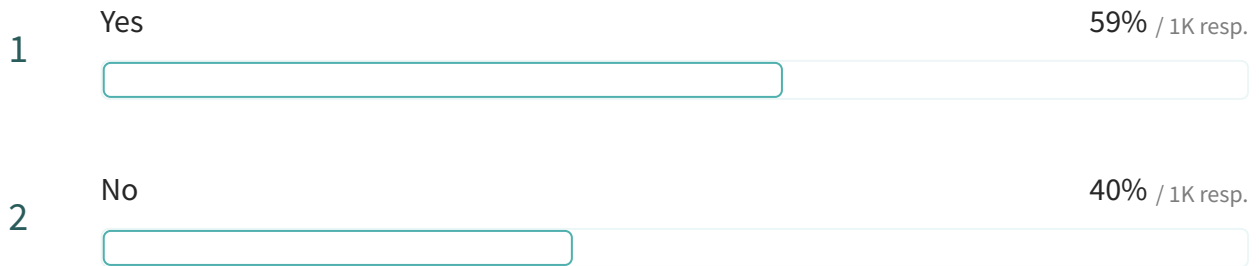 1
Yes 59% / 1K resp.
2
No 40% / 1K resp.